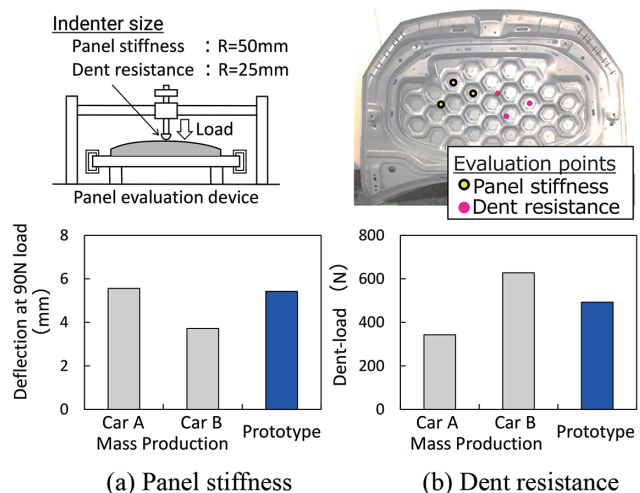 Indenter size
Panel stiffness : R=50mm
Dent resistance : R=25mm
Load
Panel evaluation device
Evaluation points
Panel stiffness
Dent resistance
Deflection at 90N load
(mm)
8
6
4
2
0
Car A
Car B
Prototype
Mass Production
(a) Panel stiffness
Dent-load (N)
800
600
400
200
0
Car A
Car B
Prototype
Mass Production
(b) Dent resistance